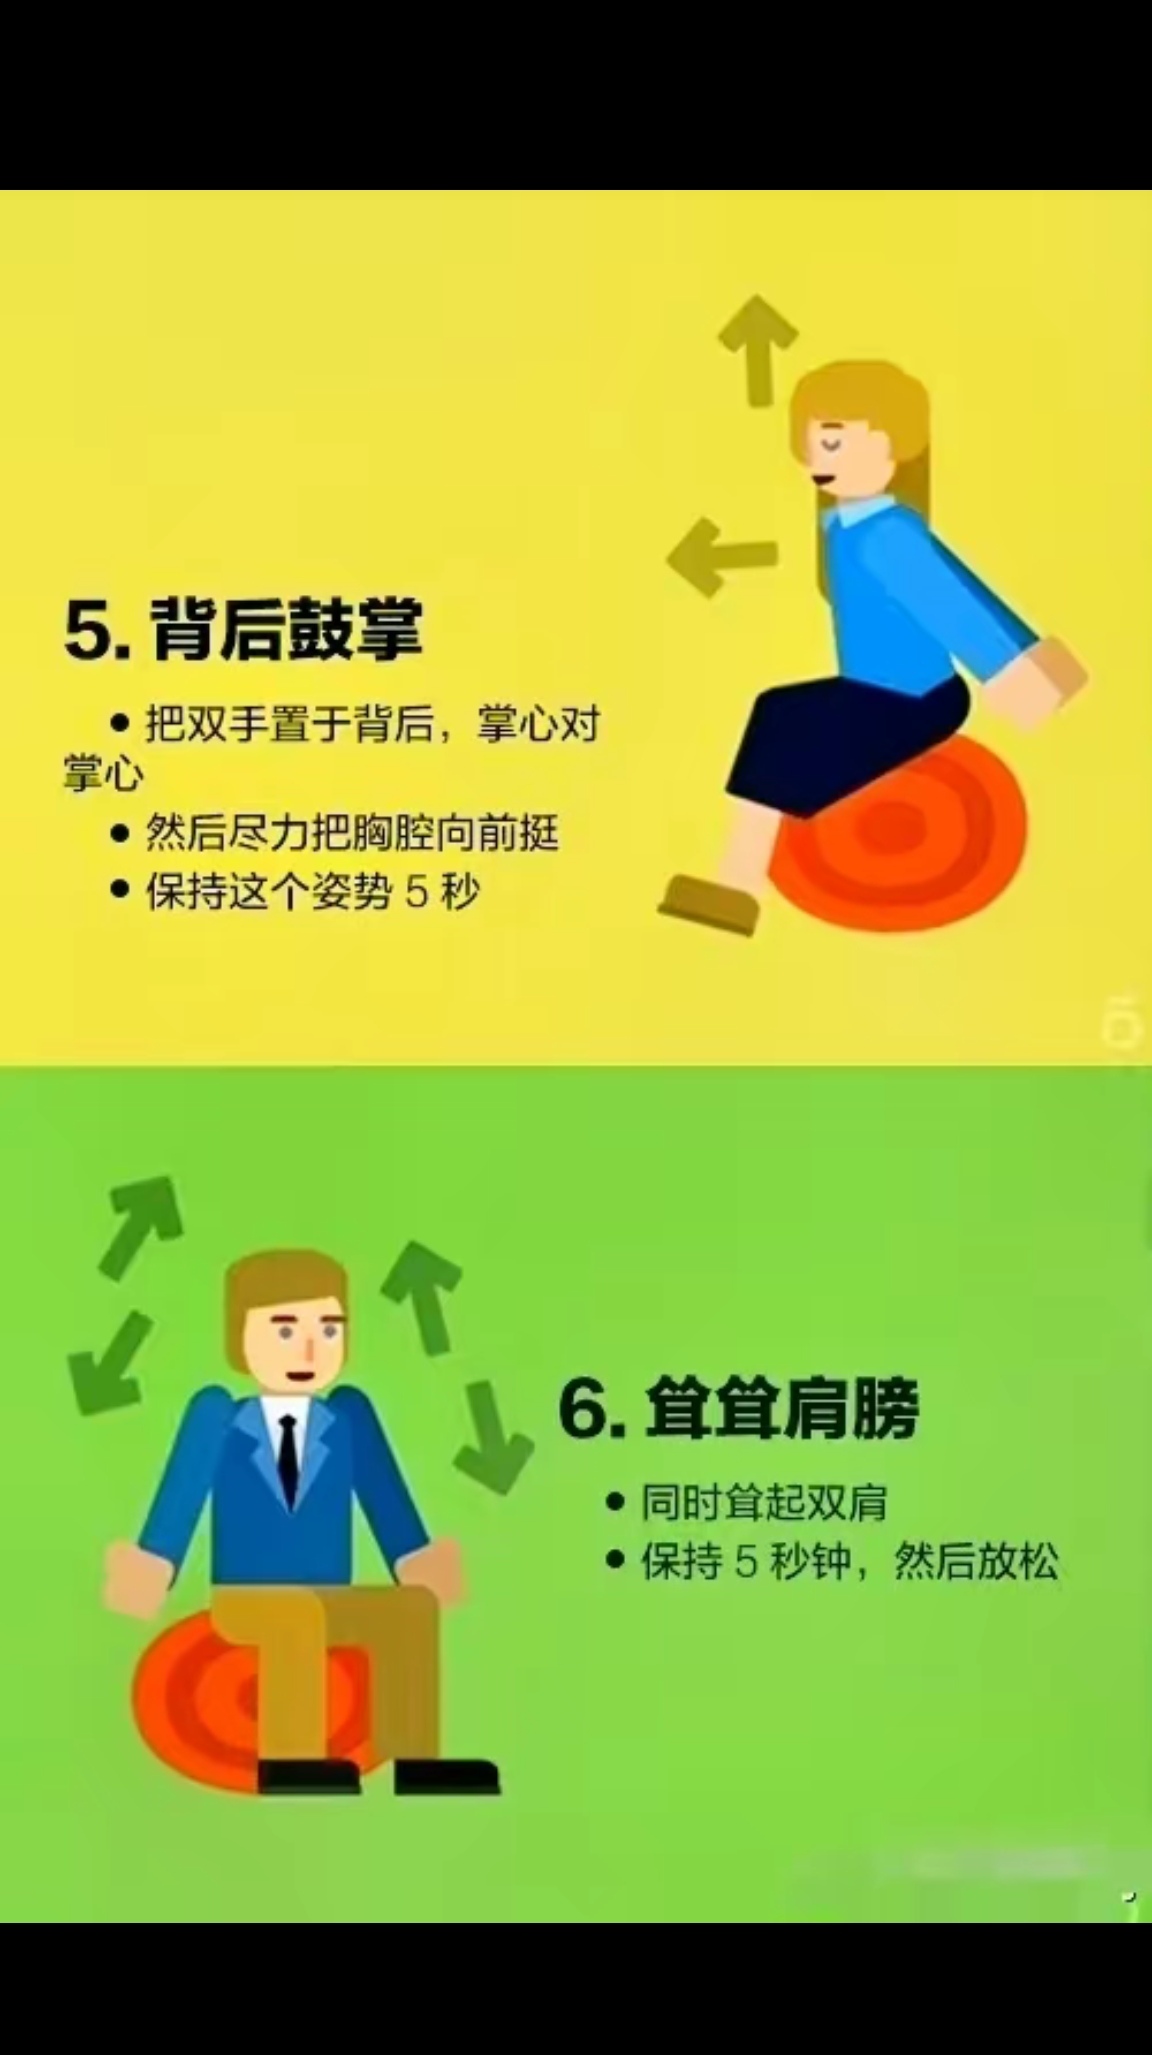 5. 背后鼓掌
● 把双手置于背后，掌心对
掌心
● 然后尽力把胸腔向前挺
● 保持这个姿势 5 秒
6. 耸耸肩膀
● 同时耸起双肩
● 保持 5 秒钟，然后放松